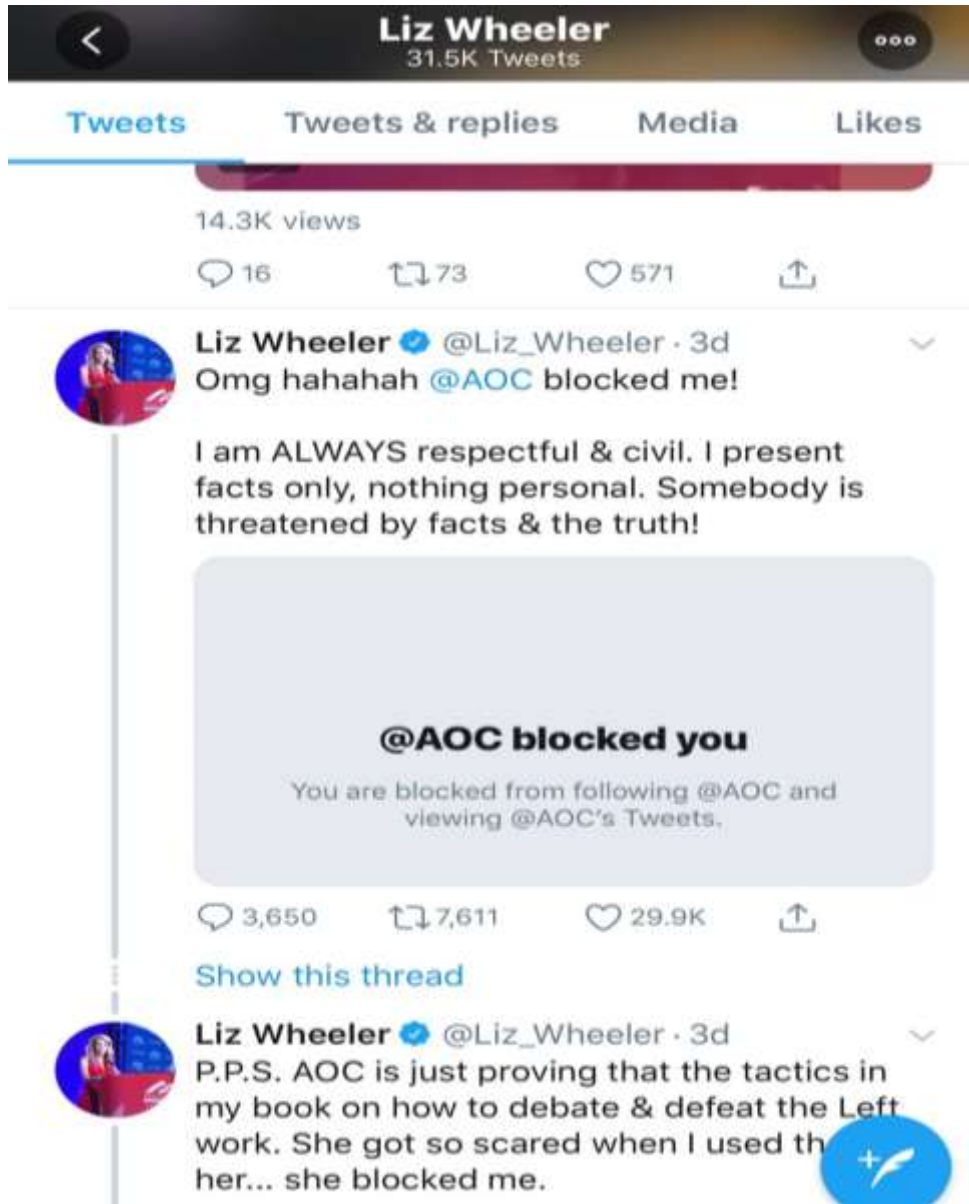 Liz Wheeler
31.5K Tweets
Tweets Tweets & replies Media Likes
14.3K views
16 73 571
Liz Wheeler @Liz_Wheeler · 3d
Omg hahahah @AOC blocked me!
I am ALWAYS respectful & civil. I present
facts only, nothing personal. Somebody is
threatened by facts & the truth!
@AOC blocked you
You are blocked from following @AOC and
viewing @AOC's Tweets.
3,650 7,611 29.9K
Show this thread
Liz Wheeler @Liz_Wheeler · 3d
P.P.S. AOC is just proving that the tactics in
my book on how to debate & defeat the Left
work. She got so scared when I used
her... she blocked me.